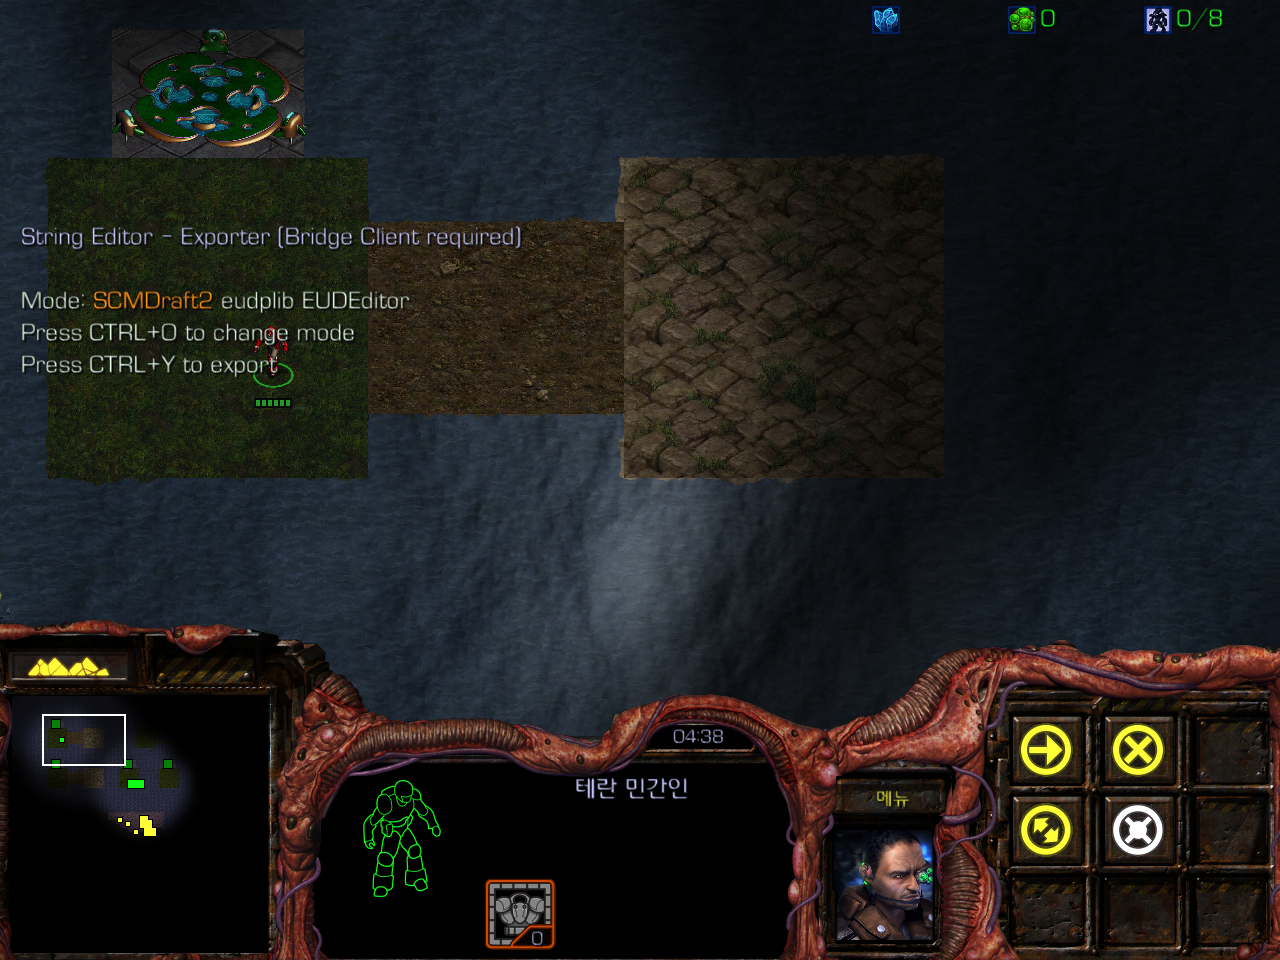 0
0/8
String Editor - Exporter (Bridge Client required)
Mode: SCMDraft2 eudplib EUDEditor
Press CTRL+O to change mode
Press CTRL+Y to export
04:38
테란 민간인
메뉴
0